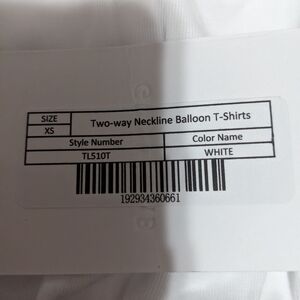 SIZE Two-way Neckline Balloon T-Shirts
XS
Style Number Color Name
TL510T WHITE
192934360661